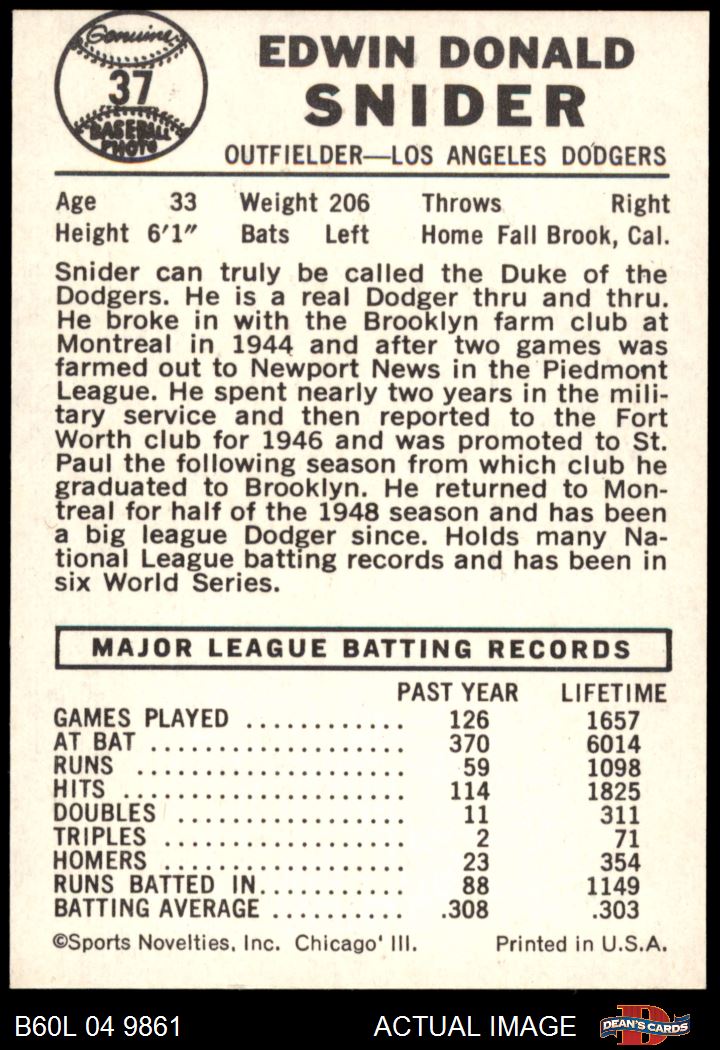 Genuine
37
BASEBALL
PHOTO
EDWIN DONALD
SNIDER
OUTFIELDER—LOS ANGELES DODGERS
Age 33 Weight 206 Throws Right
Height 6'1" Bats Left Home Fall Brook, Cal.
Snider can truly be called the Duke of the
Dodgers. He is a real Dodger thru and thru.
He broke in with the Brooklyn farm club at
Montreal in 1944 and after two games was
farmed out to Newport News in the Piedmont
League. He spent nearly two years in the mili-
tary service and then reported to the Fort
Worth club for 1946 and was promoted to St.
Paul the following season from which club he
graduated to Brooklyn. He returned to Mon-
treal for half of the 1948 season and has been
a big league Dodger since. Holds many Na-
tional League batting records and has been in
six World Series.
MAJOR LEAGUE BATTING RECORDS
PAST YEAR LIFETIME
GAMES PLAYED ............ 126 1657
AT BAT .................... 370 6014
RUNS ..................... 59 1098
HITS ...................... 114 1825
DOUBLES .................. 11 311
TRIPLES ................... 2 71
HOMERS ................... 23 354
RUNS BATTED IN........... 88 1149
BATTING AVERAGE .......... .308 .303
©Sports Novelties, Inc. Chicago' Ill. Printed in U.S.A.
B60L 04 9861 ACTUAL IMAGE D DEAN'S CARDS